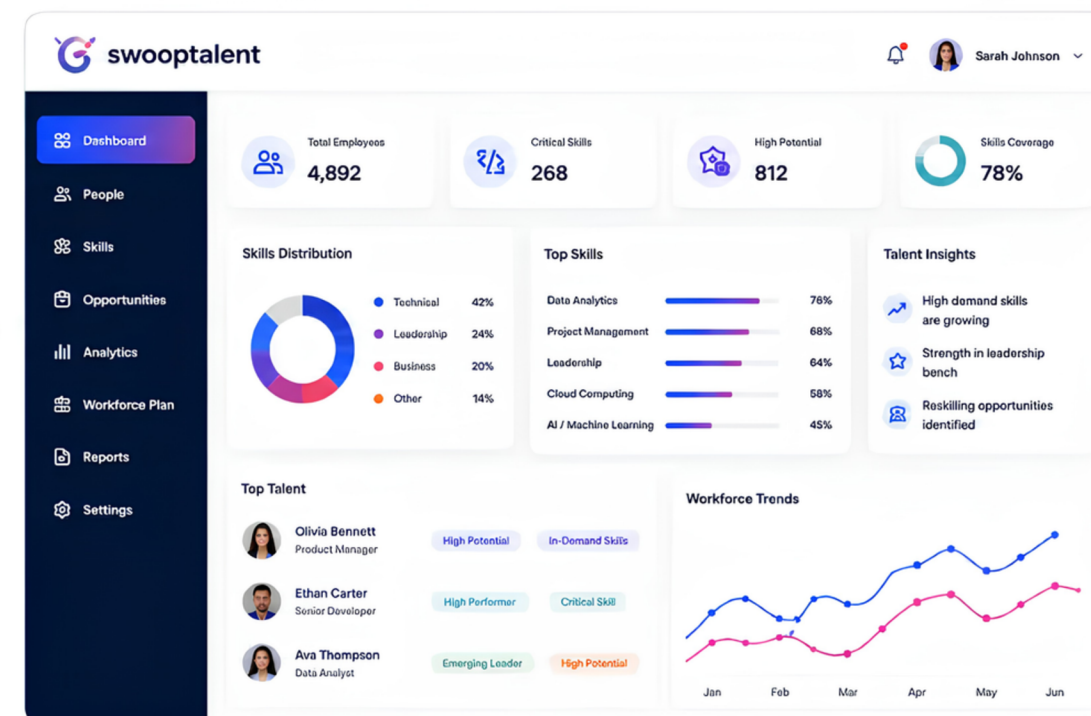 swooptalent
Sarah Johnson
Dashboard
People
Skills
Opportunities
Analytics
Workforce Plan
Reports
Settings
Total Employees
4,892
Critical Skills
268
High Potential
812
Skills Coverage
78%
Skills Distribution
Technical 42%
Leadership 24%
Business 20%
Other 14%
Top Skills
Data Analytics 76%
Project Management 68%
Leadership 64%
Cloud Computing 58%
AI / Machine Learning 45%
Talent Insights
High demand skills
are growing
Strength in leadership
bench
Reskilling opportunities
identified
Top Talent
Olivia Bennett
Product Manager
High Potential In-Demand Skills
Ethan Carter
Senior Developer
High Performer Critical Skill
Ava Thompson
Data Analyst
Emerging Leader High Potential
Workforce Trends
Jan Feb Mar Apr May Jun